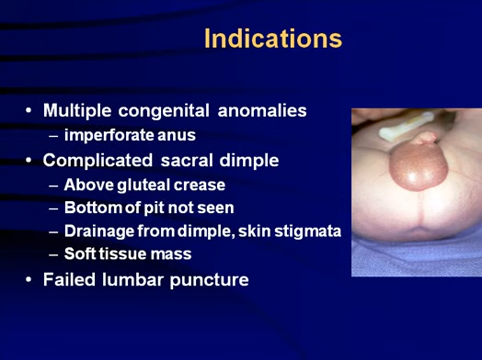 Indications
• Multiple congenital anomalies
– imperforate anus
• Complicated sacral dimple
– Above gluteal crease
– Bottom of pit not seen
– Drainage from dimple, skin stigmata
– Soft tissue mass
• Failed lumbar puncture